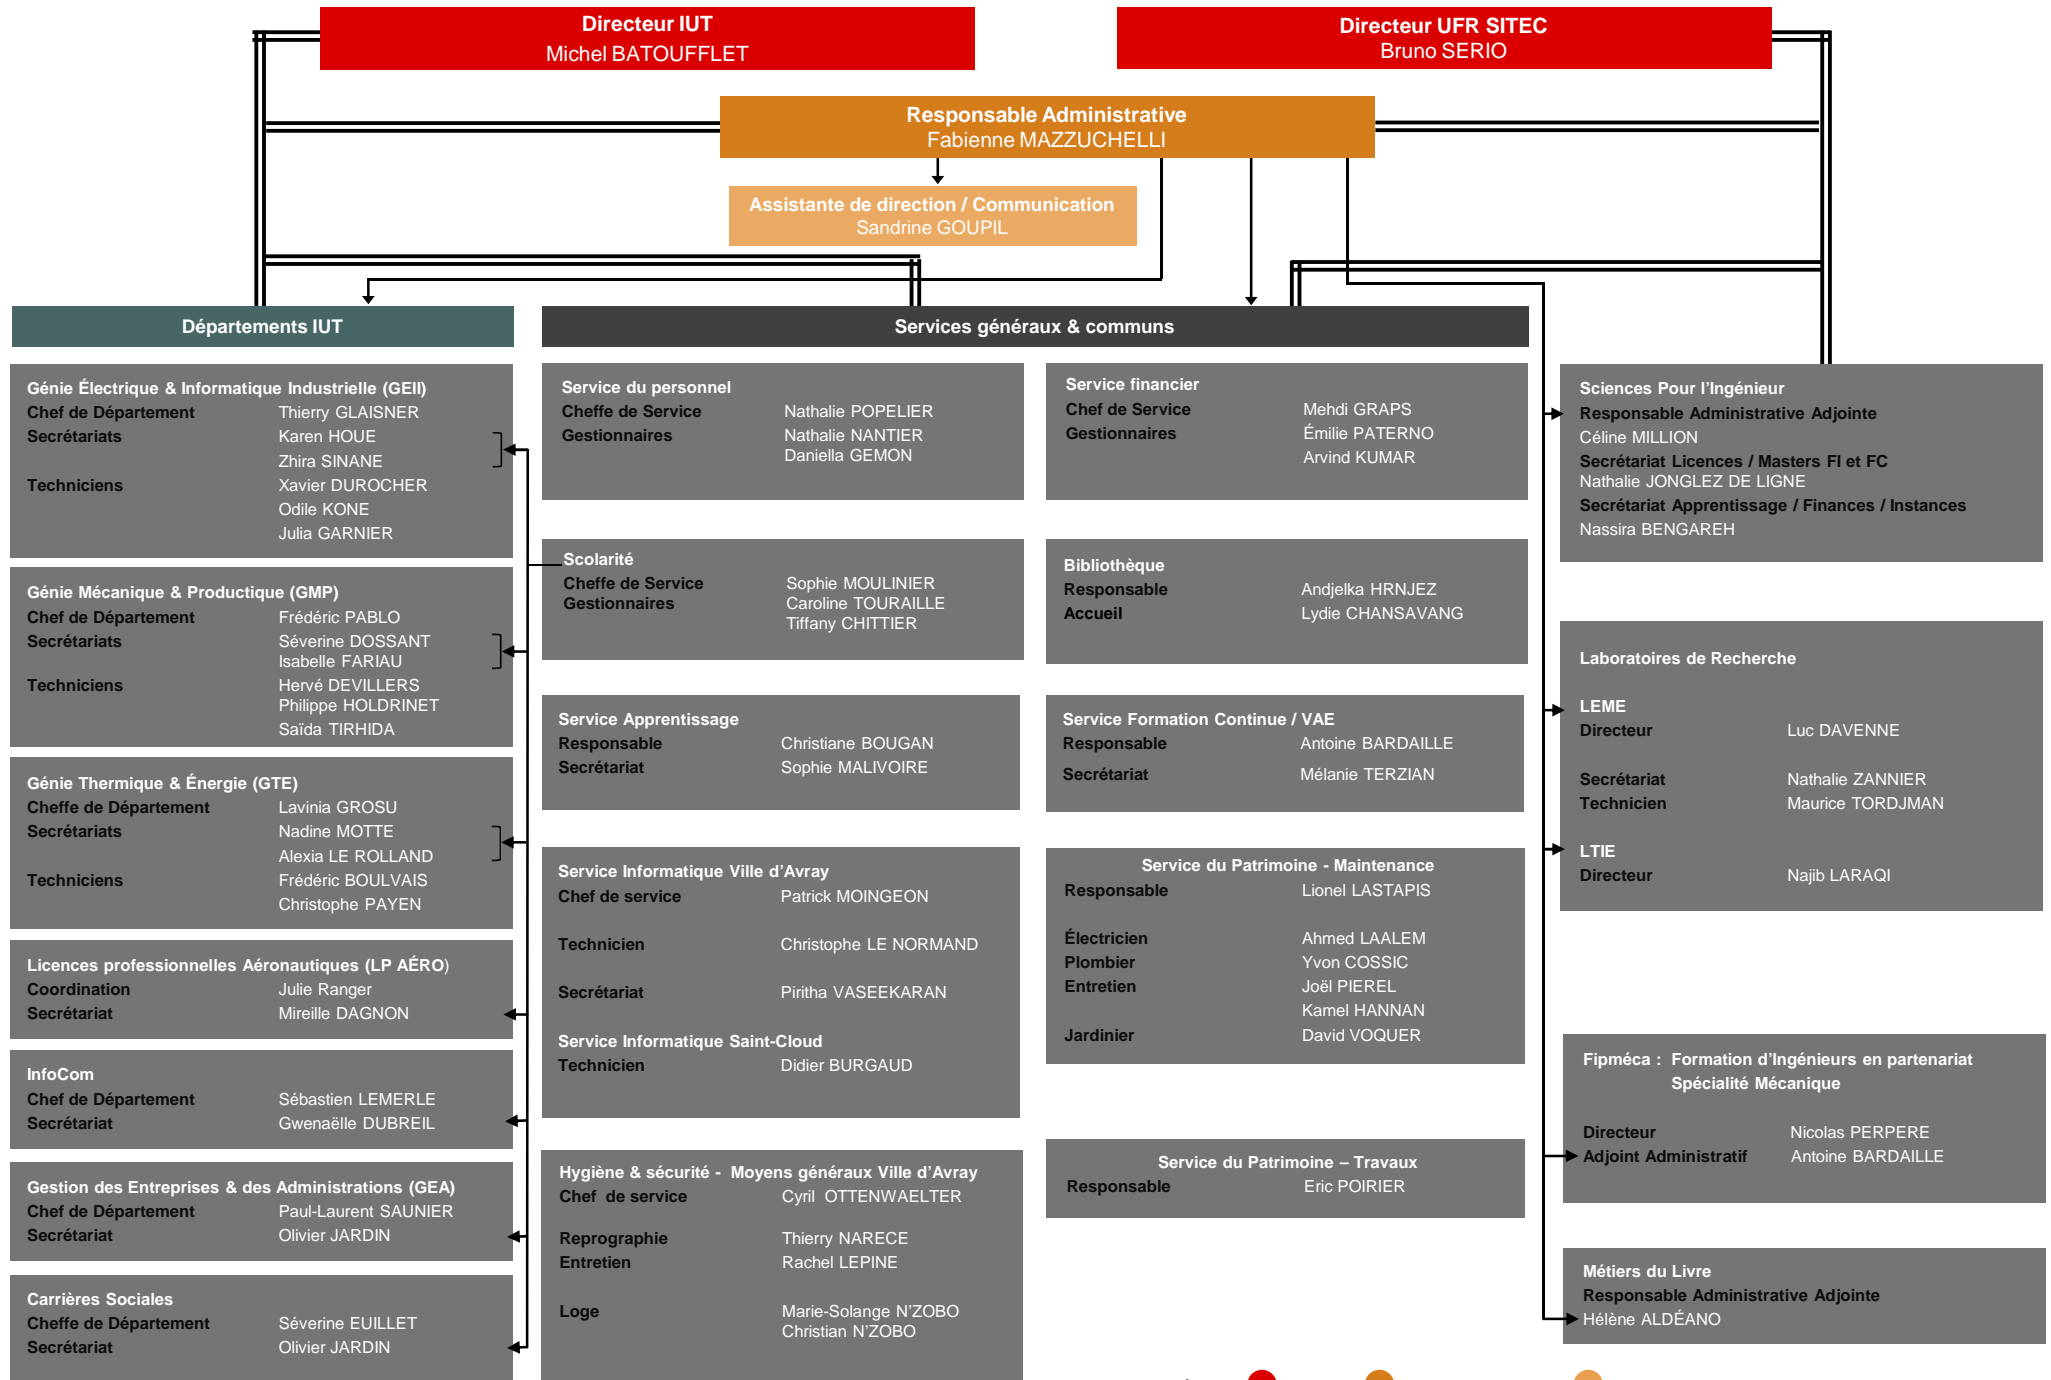 Directeur IUT
Michel BATOUFFLET
Directeur UFR SITEC
Bruno SERIO
Responsable Administrative
Fabienne MAZZUCHELLI
Assistante de direction / Communication
Sandrine GOUPIL
Départements IUT
Génie Électrique & Informatique Industrielle (GEII)
Chef de Département Thierry GLAISNER
Secrétariats Karen HOUE
Zhira SINANE
Techniciens Xavier DUROCHER
Odile KONE
Julia GARNIER
Génie Mécanique & Productique (GMP)
Chef de Département Frédéric PABLO
Secrétariats Séverine DOSSANT
Isabelle FARIAU
Techniciens Hervé DEVILLERS
Philippe HOLDRINET
Saïda TIRHIDA
Génie Thermique & Énergie (GTE)
Cheffe de Département Lavinia GROSU
Secrétariats Nadine MOTTE
Alexia LE ROLLAND
Techniciens Frédéric BOULVAIS
Christophe PAYEN
Licences professionnelles Aéronautiques (LP AÉRO)
Coordination Julie Ranger
Secrétariat Mireille DAGNON
InfoCom
Chef de Département Sébastien LEMERLE
Secrétariat Gwenaëlle DUBREIL
Gestion des Entreprises & des Administrations (GEA)
Chef de Département Paul-Laurent SAUNIER
Secrétariat Olivier JARDIN
Carrières Sociales
Cheffe de Département Séverine EUILLET
Secrétariat Olivier JARDIN
Services généraux & communs
Service du personnel
Cheffe de Service Nathalie POPELIER
Gestionnaires Nathalie NANTIER
Daniella GEMON
Scolarité
Cheffe de Service Sophie MOULINIER
Gestionnaires Caroline TOURAILLE
Tiffany CHITTIER
Service Apprentissage
Responsable Christiane BOUGAN
Secrétariat Sophie MALIVOIRE
Service Informatique Ville d'Avray
Chef de service Patrick MOINGEON
Technicien Christophe LE NORMAND
Secrétariat Piritha VASEEKARAN
Service Informatique Saint-Cloud
Technicien Didier BURGAUD
Hygiène & sécurité - Moyens généraux Ville d'Avray
Chef de service Cyril OTTENWAELTER
Reprographie Thierry NARECE
Entretien Rachel LEPINE
Loge Marie-Solange N'ZOBO
Christian N'ZOBO
Service financier
Chef de Service Mehdi GRAPS
Gestionnaires Émilie PATERNO
Arvind KUMAR
Bibliothèque
Responsable Andjelka HRNJEZ
Accueil Lydie CHANSAVANG
Service Formation Continue / VAE
Responsable Antoine BARDAILLE
Secrétariat Mélanie TERZIAN
Service du Patrimoine - Maintenance
Responsable Lionel LASTAPIS
Électricien Ahmed LAALEM
Plombier Yvon COSSIC
Entretien Joël PIEREL
Kamel HANNAN
Jardinier David VOQUER
Service du Patrimoine – Travaux
Responsable Eric POIRIER
Sciences Pour l'Ingénieur
Responsable Administrative Adjointe
Céline MILLION
Secrétariat Licences / Masters FI et FC
Nathalie JONGLEZ DE LIGNE
Secrétariat Apprentissage / Finances / Instances
Nassira BENGAREH
Laboratoires de Recherche
LEME
Directeur Luc DAVENNE
Secrétariat Nathalie ZANNIER
Technicien Maurice TORDJMAN
LTIE
Directeur Najib LARAQI
Fipméca : Formation d'Ingénieurs en partenariat
Spécialité Mécanique
Directeur Nicolas PERPERE
Adjoint Administratif Antoine BARDAILLE
Métiers du Livre
Responsable Administrative Adjointe
Hélène ALDÉANO